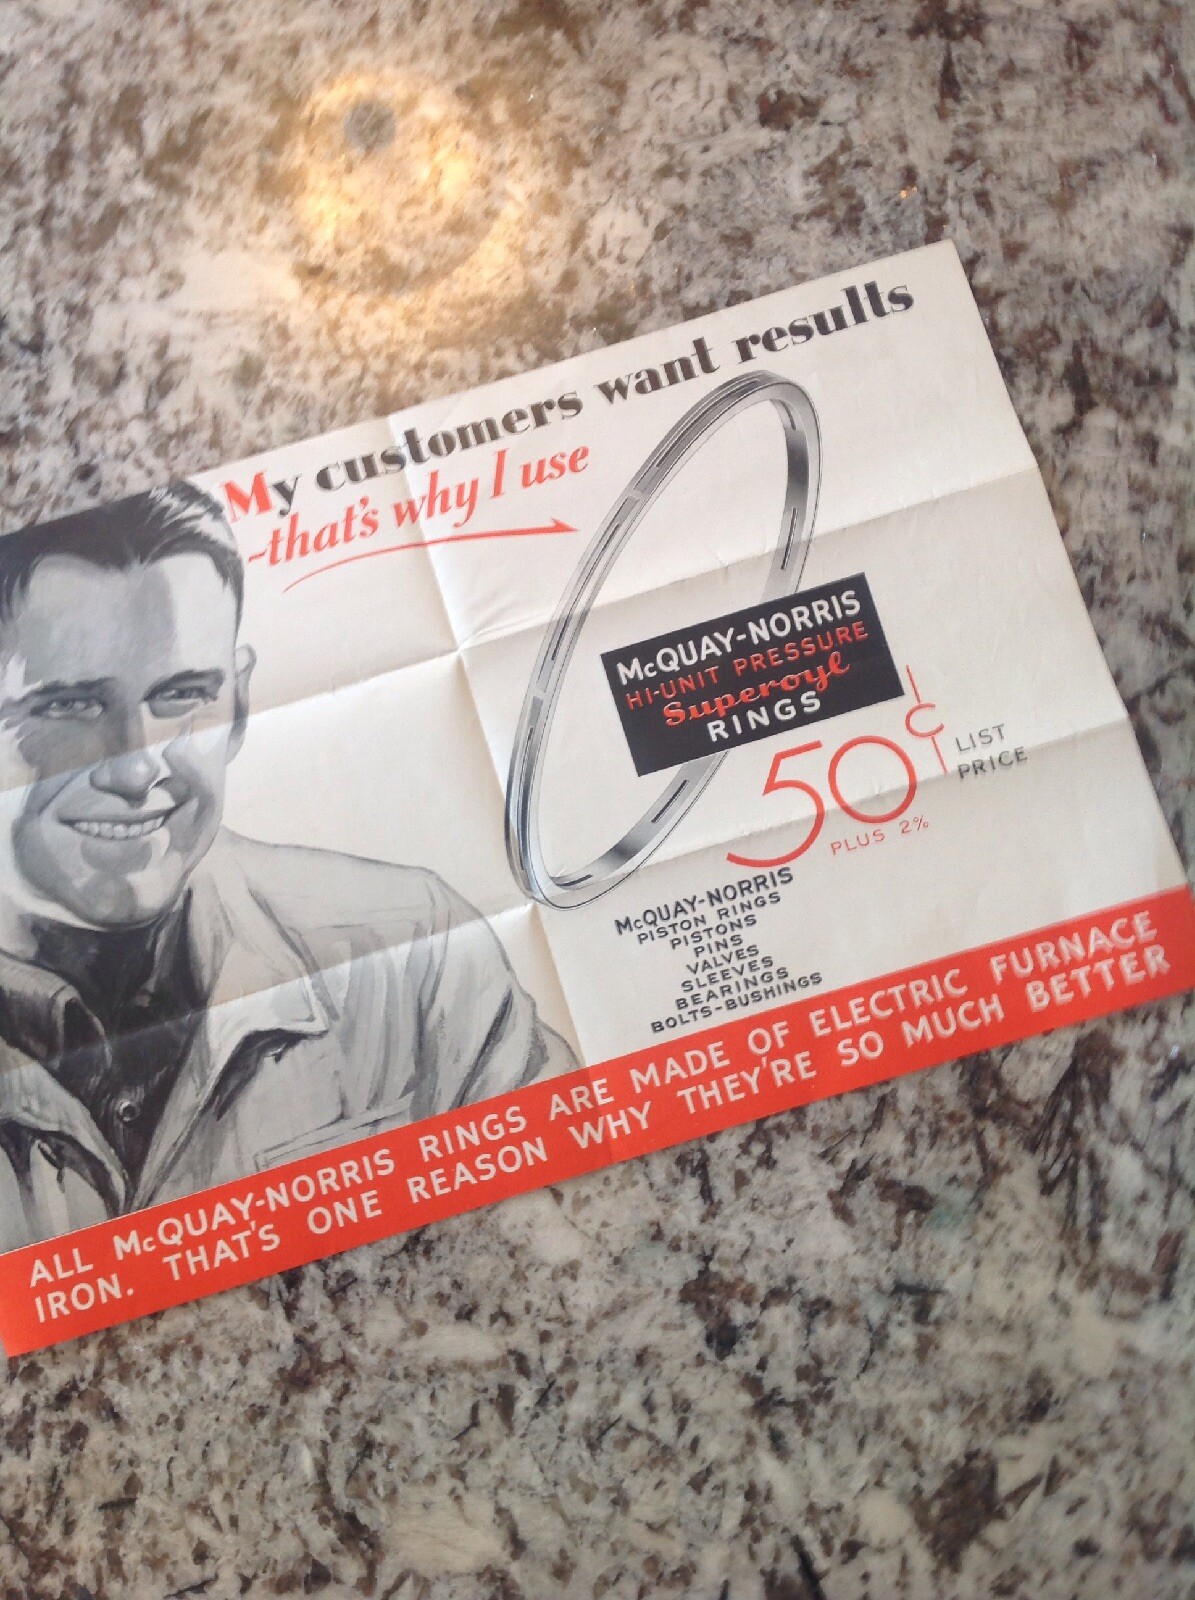 My customers want results
-that's why I use
McQUAY-NORRIS
HI-UNIT PRESSURE
Superoyl
RINGS
50¢ LIST PRICE
PLUS 2%
McQUAY-NORRIS
PISTON RINGS
PISTONS
PINS
VALVES
SLEEVES
BEARINGS
BOLTS-BUSHINGS
ALL McQUAY-NORRIS RINGS ARE MADE OF ELECTRIC FURNACE
IRON. THAT'S ONE REASON WHY THEY'RE SO MUCH BETTER